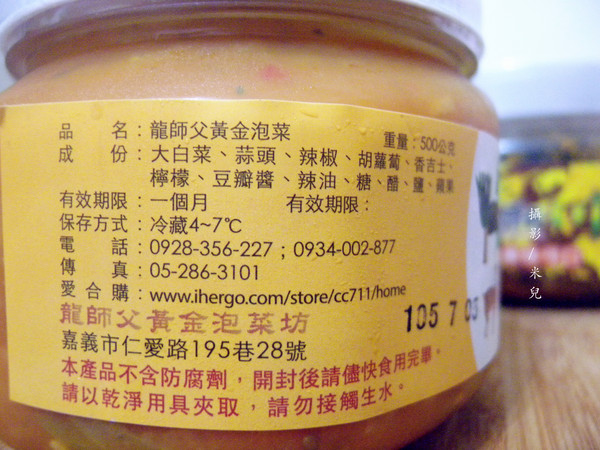 品　　名：龍師父黃金泡菜　重量：500公克
成　　份：大白菜、蒜頭、辣椒、胡蘿蔔、香吉士、
檸檬、豆瓣醬、辣油、糖、醋、鹽、蘋果
有效期限：一個月　有效期限：
保存方式：冷藏4~7℃
電　　話：0928-356-227；0934-002-877
傳　　真：05-286-3101
愛 合 購：www.ihergo.com/store/cc711/home
105 7 03
龍師父黃金泡菜坊
嘉義市仁愛路195巷28號
本產品不含防腐劑，開封後請儘快食用完畢。
請以乾淨用具夾取，請勿接觸生水。
攝影/米兒